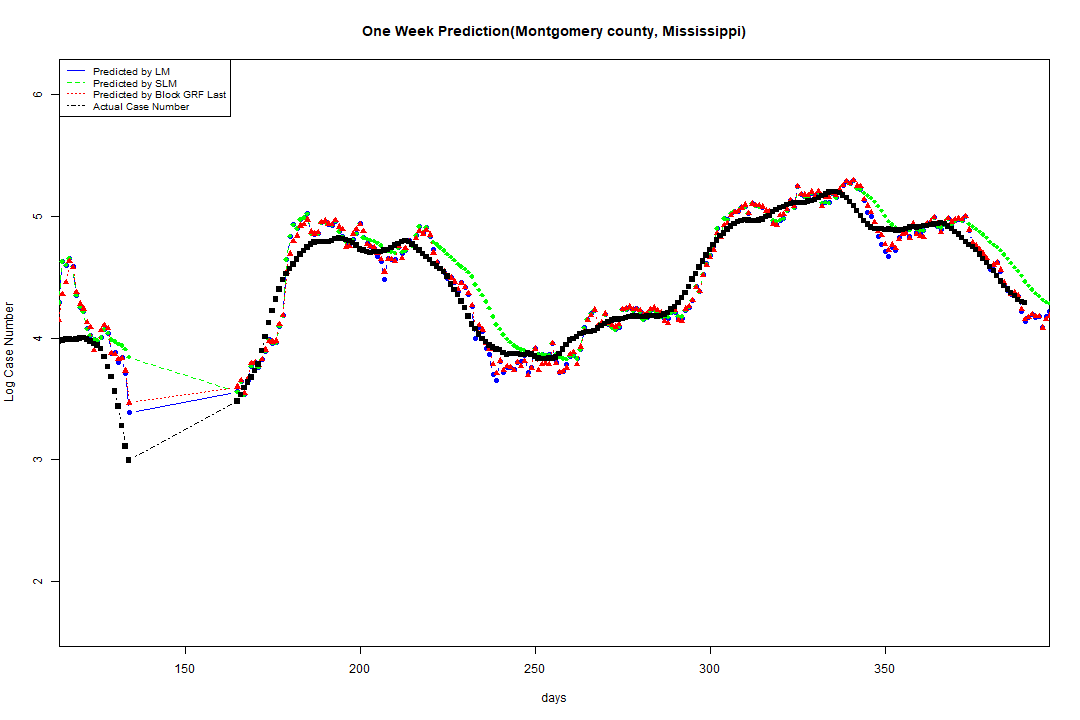 One Week Prediction(Montgomery county, Mississippi)
Predicted by LM
Predicted by SLM
Predicted by Block GRF Last
Actual Case Number
6
5
4
3
2
Log Case Number
150
200
250
300
350
days